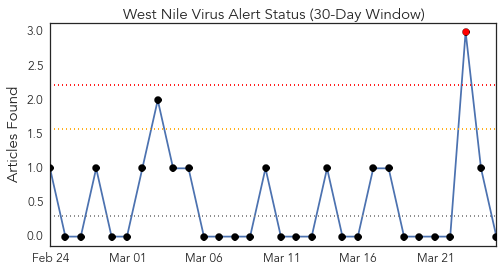 West Nile Virus Alert Status (30-Day Window)
Articles Found
3.0
2.5
2.0
1.5
1.0
0.5
0.0
Feb 24 Mar 01 Mar 06 Mar 11 Mar 16 Mar 21